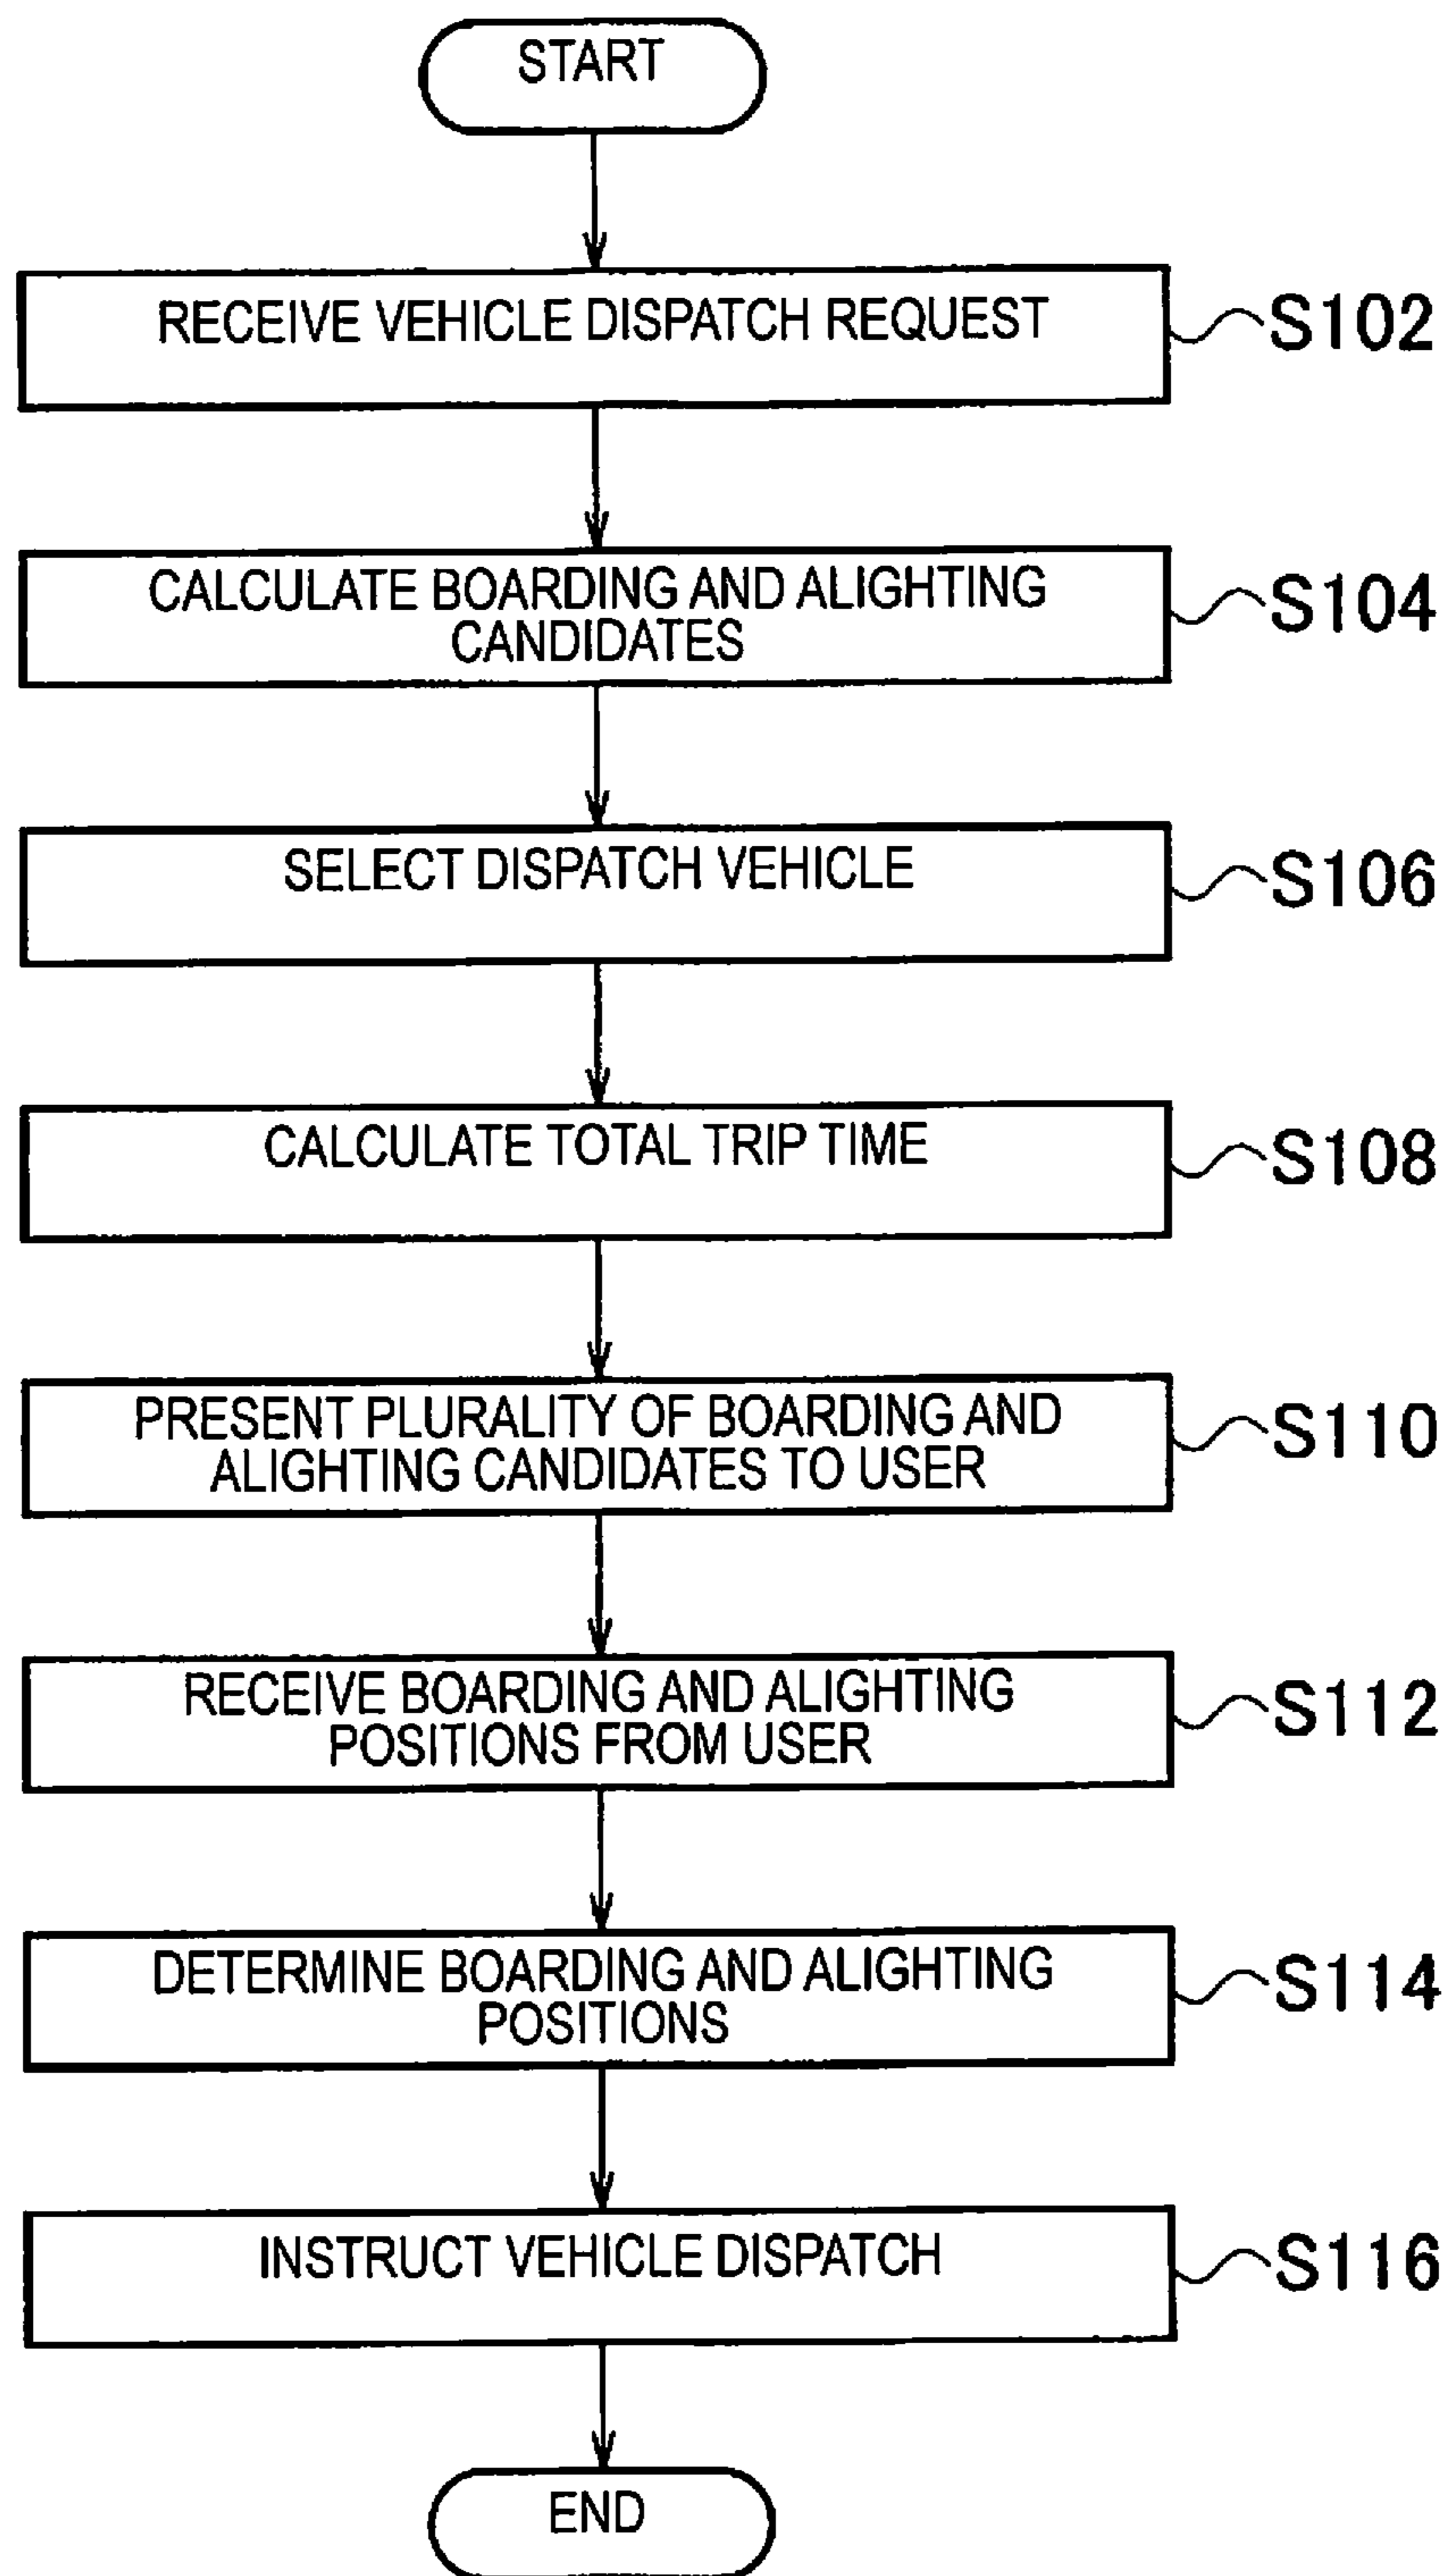 START
RECEIVE VEHICLE DISPATCH REQUEST
S102
CALCULATE BOARDING AND ALIGHTING
CANDIDATES
S104
SELECT DISPATCH VEHICLE
S106
CALCULATE TOTAL TRIP TIME
S108
PRESENT PLURALITY OF BOARDING AND
ALIGHTING CANDIDATES TO USER
S110
RECEIVE BOARDING AND ALIGHTING
POSITIONS FROM USER
S112
DETERMINE BOARDING AND ALIGHTING
POSITIONS
S114
INSTRUCT VEHICLE DISPATCH
S116
END